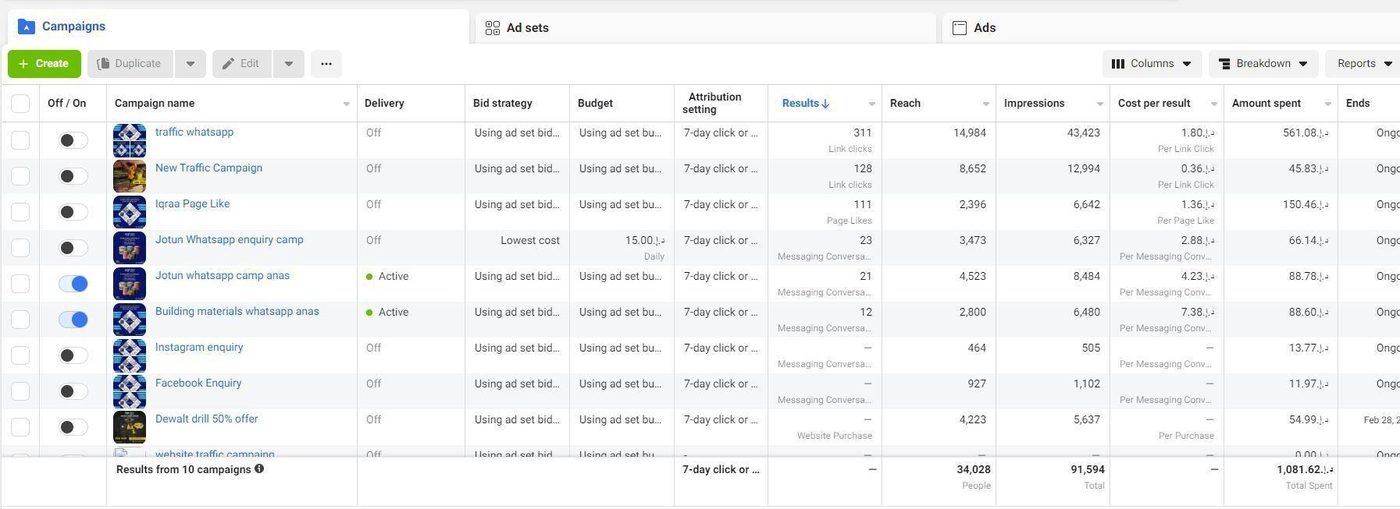 Campaigns
Ad sets
Ads
+ Create
Duplicate
Edit
...
Columns
Breakdown
Reports
Off / On Campaign name Delivery Bid strategy Budget Attribution setting Results↓ Reach Impressions Cost per result Amount spent Ends
traffic whatsapp Off Using ad set bid... Using ad set bu... 7-day click or ... 311 14,984 43,423 1.80.د.إ 561.08.د.إ Ongo
Link clicks Per Link Click
New Traffic Campaign Off Using ad set bid... Using ad set bu... 7-day click or ... 128 8,652 12,994 0.36.د.إ 45.83.د.إ Ongo
Link clicks Per Link Click
Iqraa Page Like Off Using ad set bid... Using ad set bu... 7-day click or ... 111 2,396 6,642 1.36.د.إ 150.46.د.إ Ongo
Page Likes Per Page Like
Jotun Whatsapp enquiry camp Off Lowest cost 15.00.د.إ 7-day click or ... 23 3,473 6,327 2.88.د.إ 66.14.د.إ Ongo
Daily Messaging Conversa... Per Messaging Conv...
Jotun whatsapp camp anas Active Using ad set bid... Using ad set bu... 7-day click or ... 21 4,523 8,484 4.23.د.إ 88.78.د.إ Ongo
Messaging Conversa... Per Messaging Conv...
Building materials whatsapp anas Active Using ad set bid... Using ad set bu... 7-day click or ... 12 2,800 6,480 7.38.د.إ 88.60.د.إ Ongo
Messaging Conversa... Per Messaging Conv...
Instagram enquiry Off Using ad set bid... Using ad set bu... 7-day click or ... — 464 505 — 13.77.د.إ Ongo
Messaging Conversa... Per Messaging Conv...
Facebook Enquiry Off Using ad set bid... Using ad set bu... 7-day click or ... — 927 1,102 — 11.97.د.إ Ongo
Messaging Conversa... Per Messaging Conv...
Dewalt drill 50% offer Off Using ad set bid... Using ad set bu... 7-day click or ... — 4,223 5,637 — 54.99.د.إ Feb 28, 2
Website Purchase Per Purchase
website traffic campaing Off Using ad set bid... Using ad set bu... - — — — — 0.00.د.إ Ongo
Results from 10 campaigns 7-day click or ... — 34,028 91,594 — 1,081.62.د.إ
People Total Total Spent